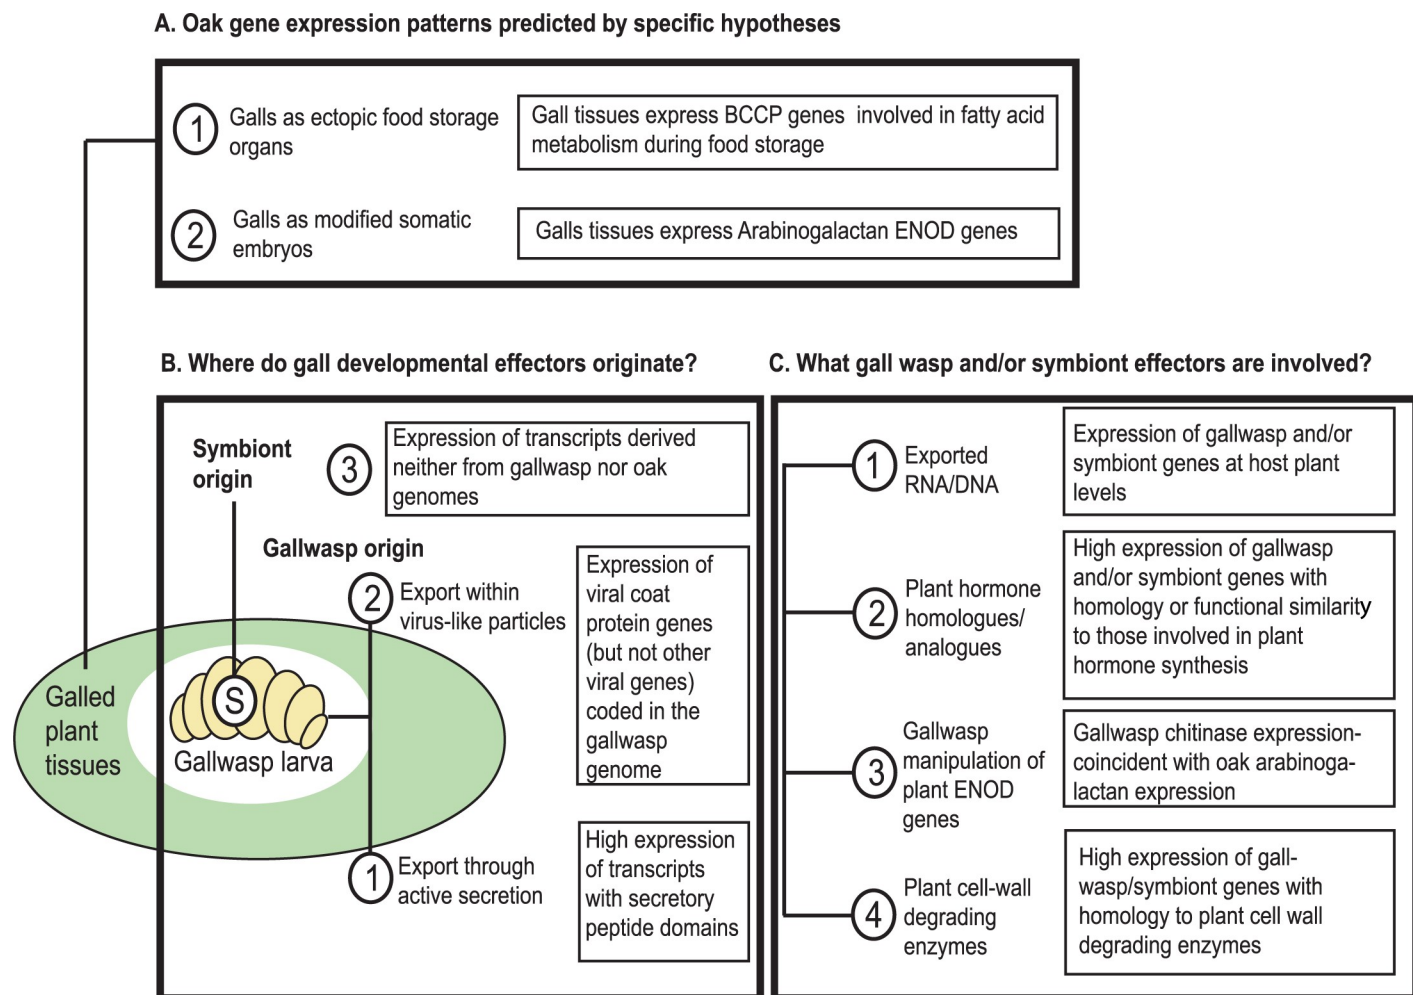 A. Oak gene expression patterns predicted by specific hypotheses
1
Galls as ectopic food storage
organs
Gall tissues express BCCP genes involved in fatty acid
metabolism during food storage
2
Galls as modified somatic
embryos
Galls tissues express Arabinogalactan ENOD genes
B. Where do gall developmental effectors originate?
Symbiont
origin
3
Expression of transcripts derived
neither from gallwasp nor oak
genomes
Gallwasp origin
2
Export within
virus-like particles
Expression of
viral coat
protein genes
(but not other
viral genes)
coded in the
gallwasp
genome
Galled
plant
tissues
S
Gallwasp larva
1
Export through
active secretion
High expression
of transcripts
with secretory
peptide domains
C. What gall wasp and/or symbiont effectors are involved?
1
Exported
RNA/DNA
Expression of gallwasp and/or
symbiont genes at host plant
levels
2
Plant hormone
homologues/
analogues
High expression of gallwasp
and/or symbiont genes with
homology or functional similarity
to those involved in plant
hormone synthesis
3
Gallwasp
manipulation of
plant ENOD
genes
Gallwasp chitinase expression-
coincident with oak arabinoga-
lactan expression
4
Plant cell-wall
degrading
enzymes
High expression of gall-
wasp/symbiont genes with
homology to plant cell wall
degrading enzymes